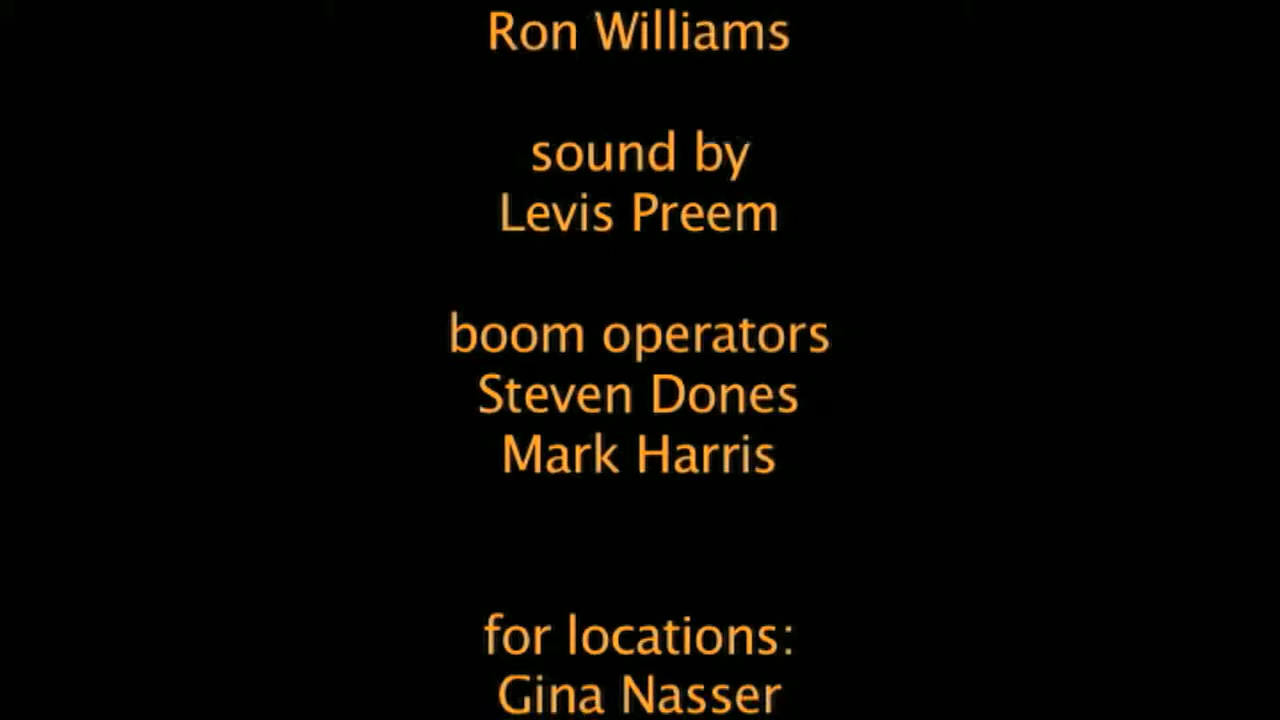 Ron Williams
sound by
Levis Preem
boom operators
Steven Dones
Mark Harris
for locations:
Gina Nasser